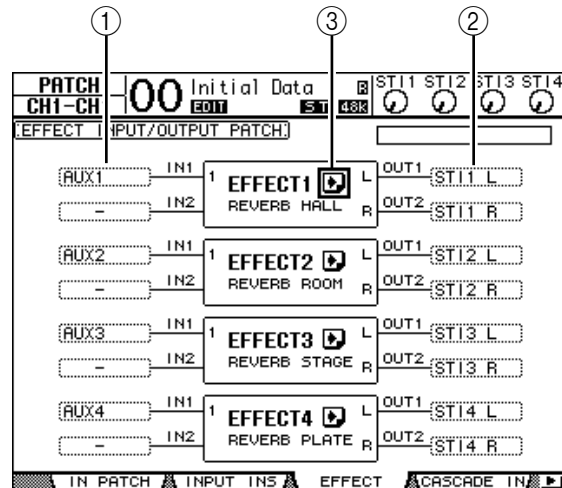 ① ③ ②
PATCH 00 Initial Data R STI1 STI2 STI3 STI4
CH1-CH1 EDIT ST 48K
EFFECT INPUT/OUTPUT PATCH
AUX1 IN1 1 EFFECT1 L OUT1 STI1 L
- IN2 REVERB HALL R OUT2 STI1 R
AUX2 IN1 1 EFFECT2 L OUT1 STI2 L
- IN2 REVERB ROOM R OUT2 STI2 R
AUX3 IN1 1 EFFECT3 L OUT1 STI3 L
- IN2 REVERB STAGE R OUT2 STI3 R
AUX4 IN1 1 EFFECT4 L OUT1 STI4 L
- IN2 REVERB PLATE R OUT2 STI4 R
IN PATCH INPUT INS EFFECT CASCADE IN